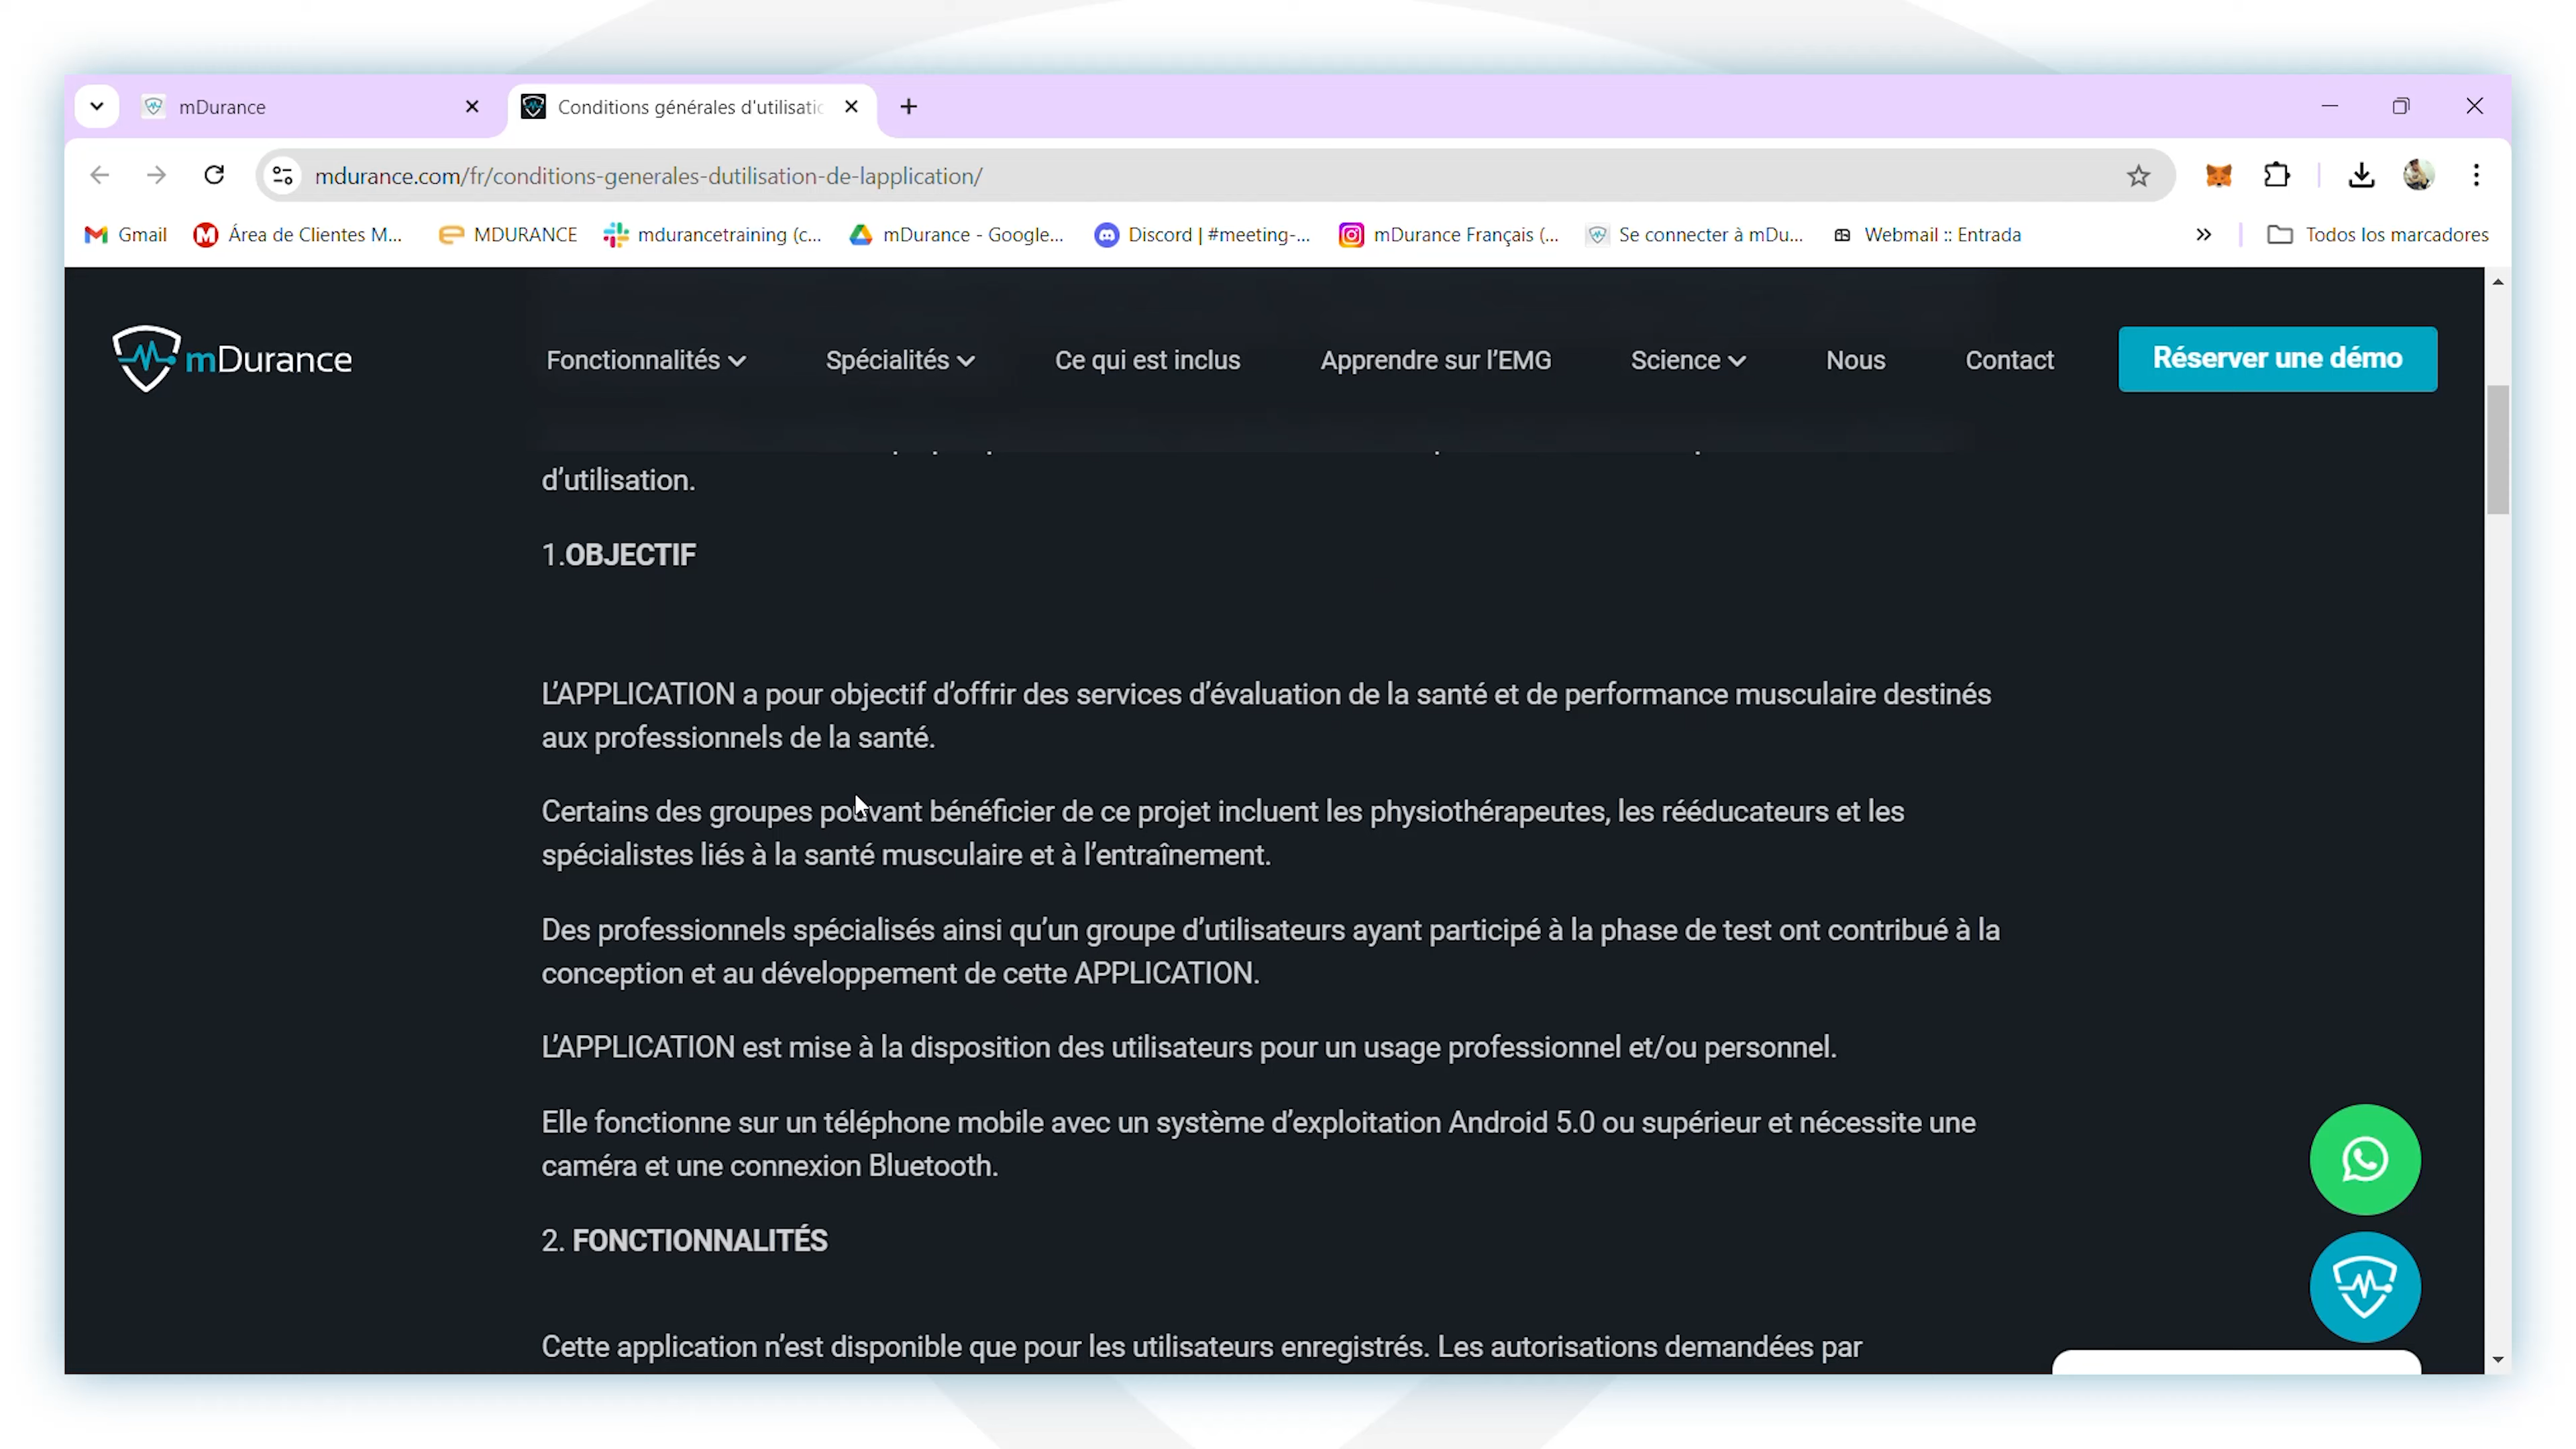 mDurance
Conditions générales d'utilisatic
mdurance.com/fr/conditions-generales-dutilisation-de-lapplication/
Gmail
Área de Clientes M...
MDURANCE
mdurancetraining (c...
mDurance - Google...
Discord | #meeting-...
mDurance Français (...
Se connecter à mDu...
Webmail :: Entrada
Todos los marcadores
mDurance
Fonctionnalités
Spécialités
Ce qui est inclus
Apprendre sur l’EMG
Science
Nous
Contact
Réserver une démo
d’utilisation.
1.OBJECTIF
L’APPLICATION a pour objectif d’offrir des services d’évaluation de la santé et de performance musculaire destinés
aux professionnels de la santé.
Certains des groupes pouvant bénéficier de ce projet incluent les physiothérapeutes, les rééducateurs et les
spécialistes liés à la santé musculaire et à l’entraînement.
Des professionnels spécialisés ainsi qu’un groupe d’utilisateurs ayant participé à la phase de test ont contribué à la
conception et au développement de cette APPLICATION.
L’APPLICATION est mise à la disposition des utilisateurs pour un usage professionnel et/ou personnel.
Elle fonctionne sur un téléphone mobile avec un système d’exploitation Android 5.0 ou supérieur et nécessite une
caméra et une connexion Bluetooth.
2. FONCTIONNALITÉS
Cette application n’est disponible que pour les utilisateurs enregistrés. Les autorisations demandées par